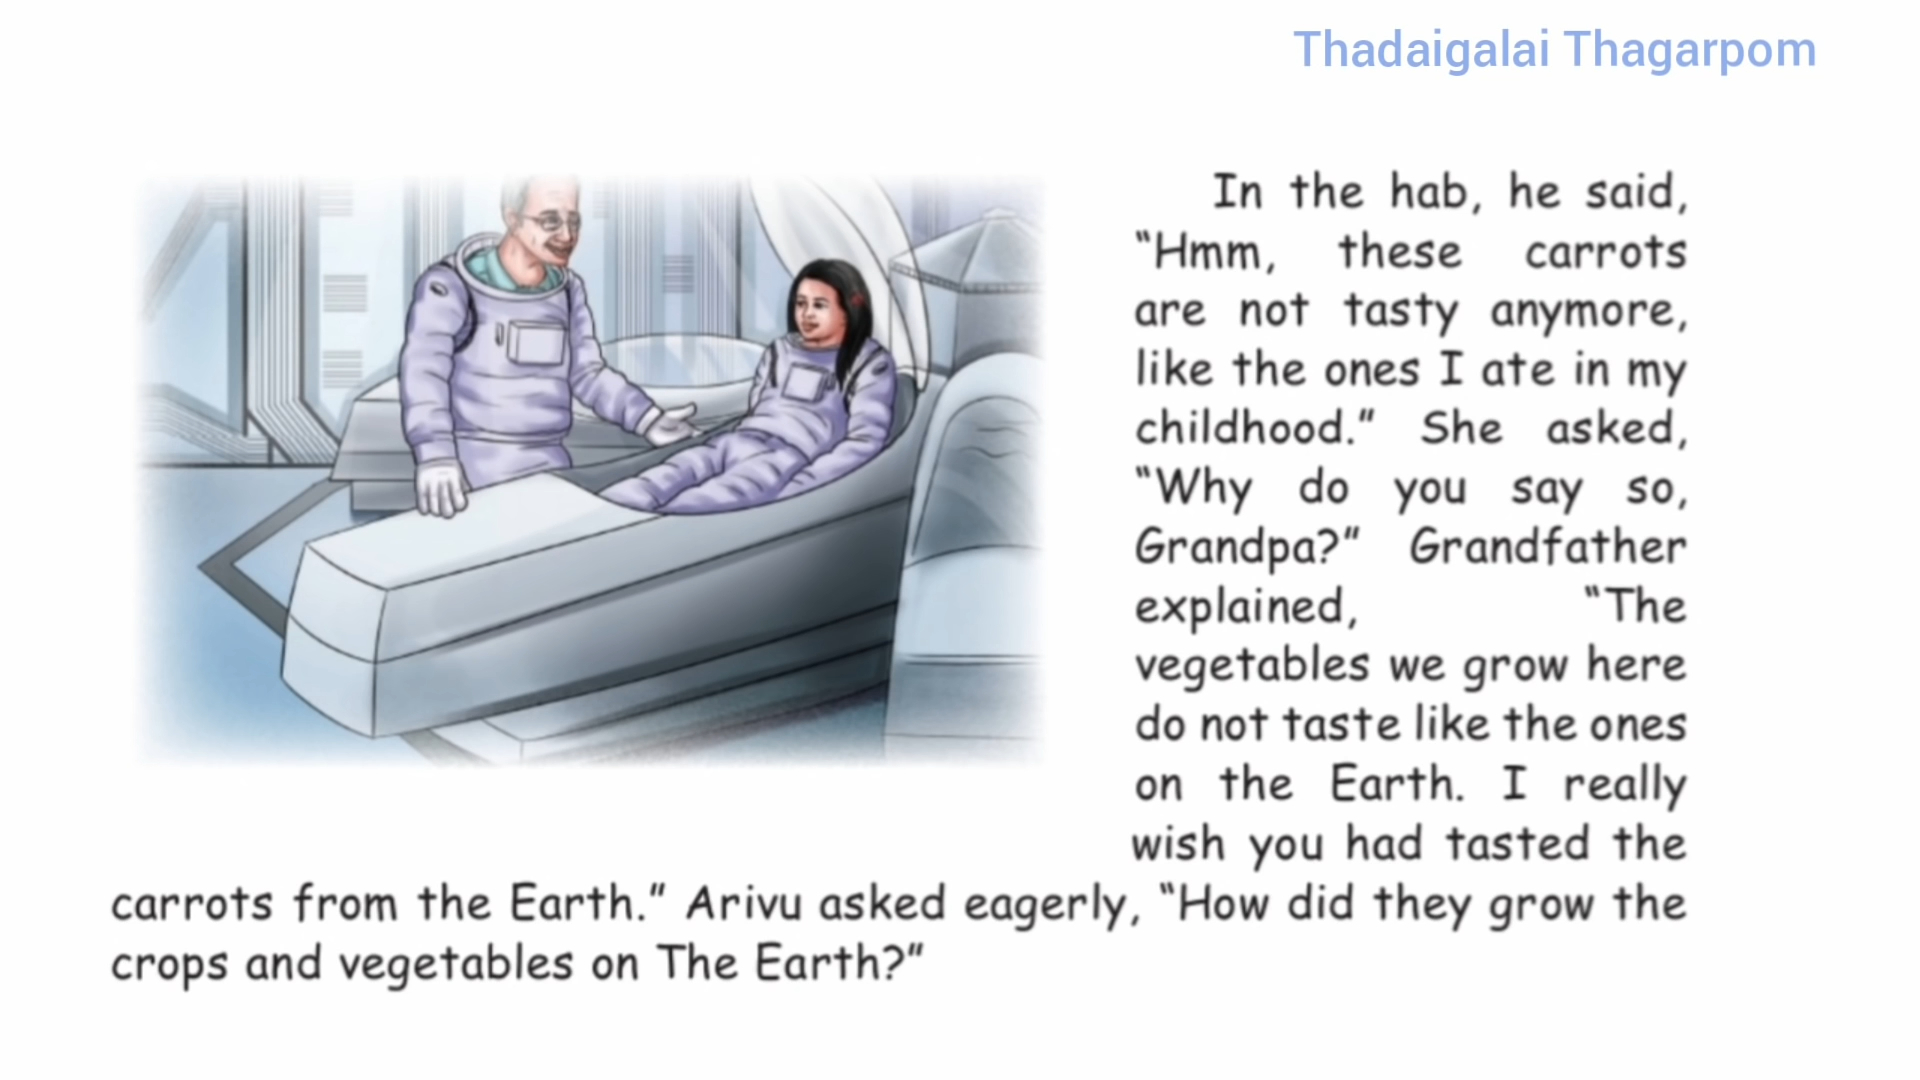 Thadaigalai Thagarpom
In the hab, he said,
“Hmm, these carrots
are not tasty anymore,
like the ones I ate in my
childhood.” She asked,
“Why do you say so,
Grandpa?” Grandfather
explained, “The
vegetables we grow here
do not taste like the ones
on the Earth. I really
wish you had tasted the
carrots from the Earth.” Arivu asked eagerly, “How did they grow the
crops and vegetables on The Earth?”